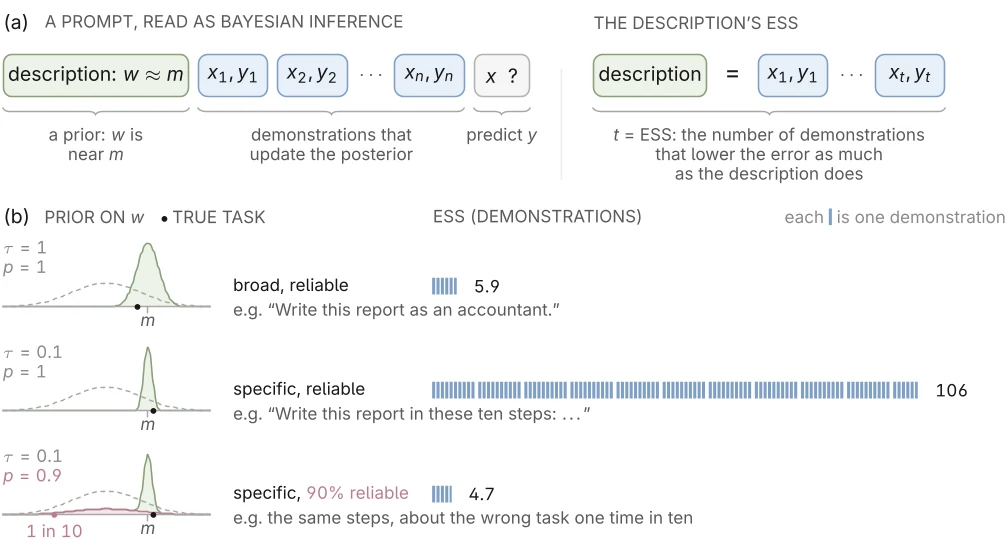 (a) A PROMPT, READ AS BAYESIAN INFERENCE
description: w ≈ m
x₁, y₁
x₂, y₂
···
xₙ, yₙ
x ?
a prior: w is
near m
demonstrations that
update the posterior
predict y
THE DESCRIPTION’S ESS
description
=
x₁, y₁
···
xₜ, yₜ
t = ESS: the number of demonstrations
that lower the error as much
as the description does
(b) PRIOR ON w • TRUE TASK
ESS (DEMONSTRATIONS)
each is one demonstration
τ = 1
p = 1
m
broad, reliable
5.9
e.g. “Write this report as an accountant.”
τ = 0.1
p = 1
m
specific, reliable
106
e.g. “Write this report in these ten steps: ...”
τ = 0.1
p = 0.9
1 in 10
m
specific, 90% reliable
4.7
e.g. the same steps, about the wrong task one time in ten